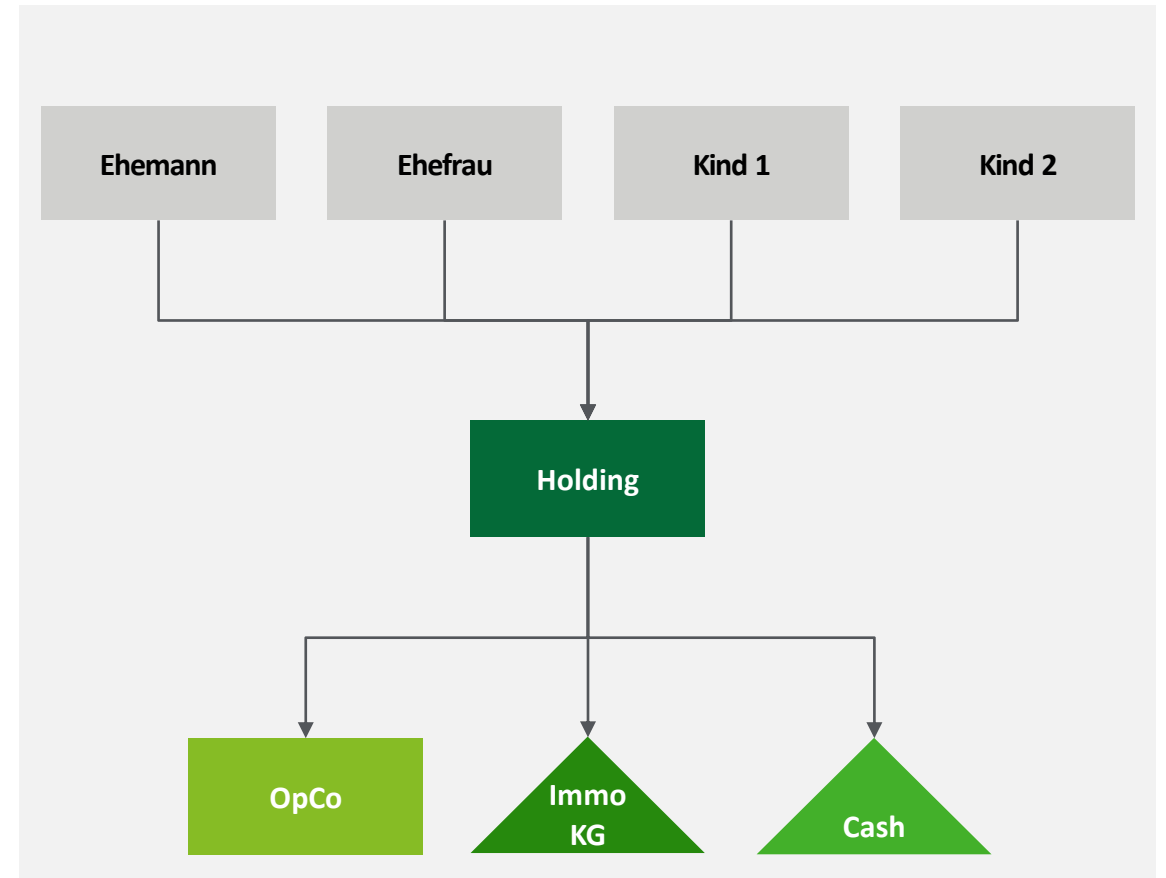 Ehemann
Ehefrau
Kind 1
Kind 2
Holding
OpCo
Immo
KG
Cash